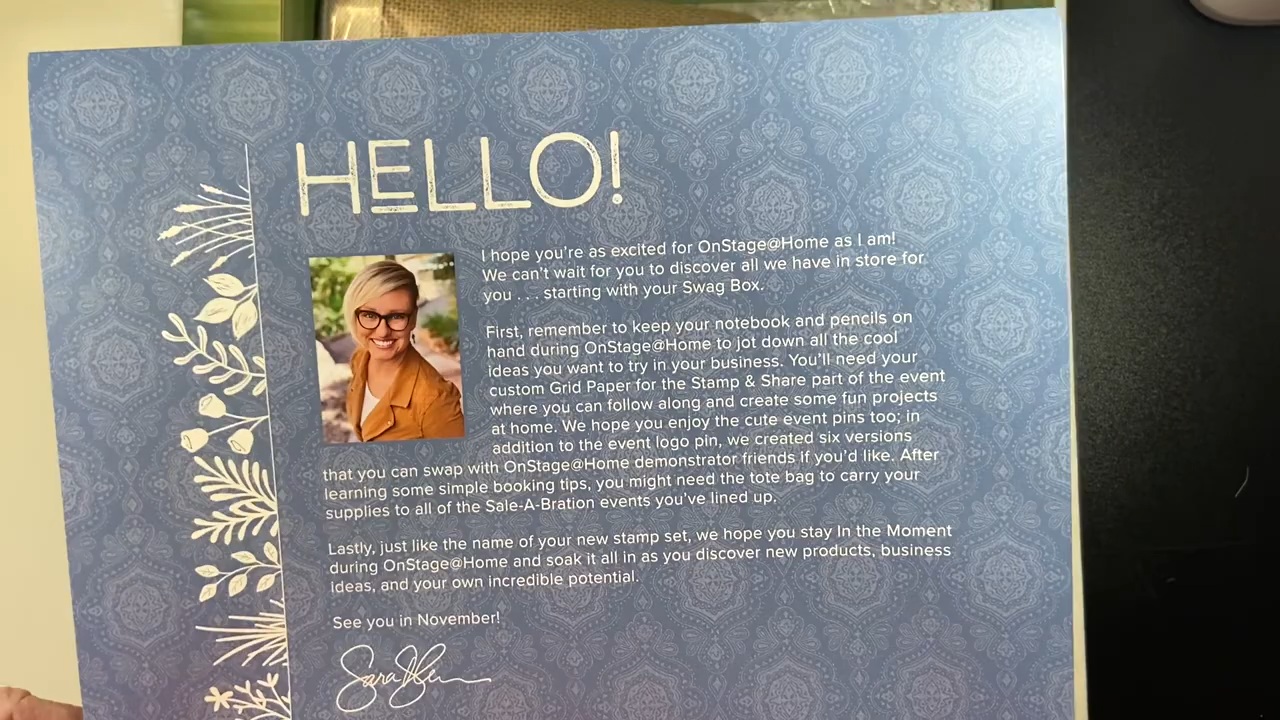 HELLO!
I hope you're as excited for OnStage@Home as I am!
We can't wait for you to discover all we have in store for
you . . . starting with your Swag Box.
First, remember to keep your notebook and pencils on
hand during OnStage@Home to jot down all the cool
ideas you want to try in your business. You'll need your
custom Grid Paper for the Stamp & Share part of the event
where you can follow along and create some fun projects
at home. We hope you enjoy the cute event pins too; in
addition to the event logo pin, we created six versions
that you can swap with OnStage@Home demonstrator friends if you'd like. After
learning some simple booking tips, you might need the tote bag to carry your
supplies to all of the Sale-A-Bration events you've lined up.
Lastly, just like the name of your new stamp set, we hope you stay In the Moment
during OnStage@Home and soak it all in as you discover new products, business
ideas, and your own incredible potential.
See you in November!
Sara